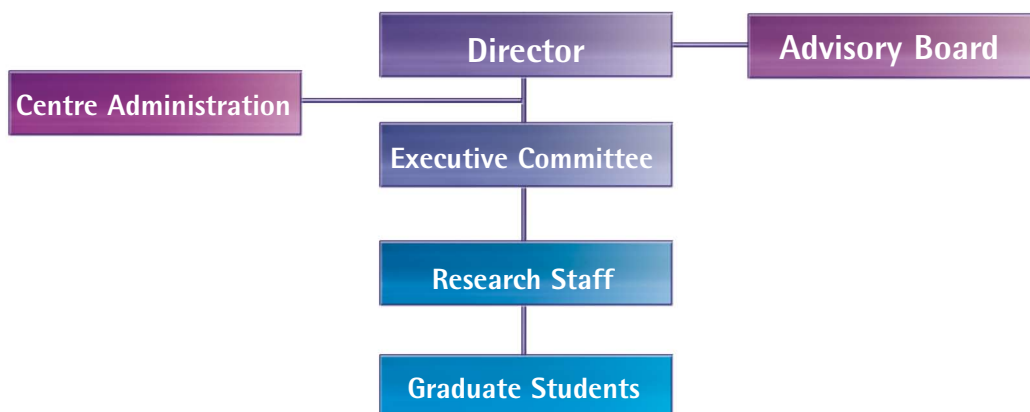 Director
Advisory Board
Centre Administration
Executive Committee
Research Staff
Graduate Students